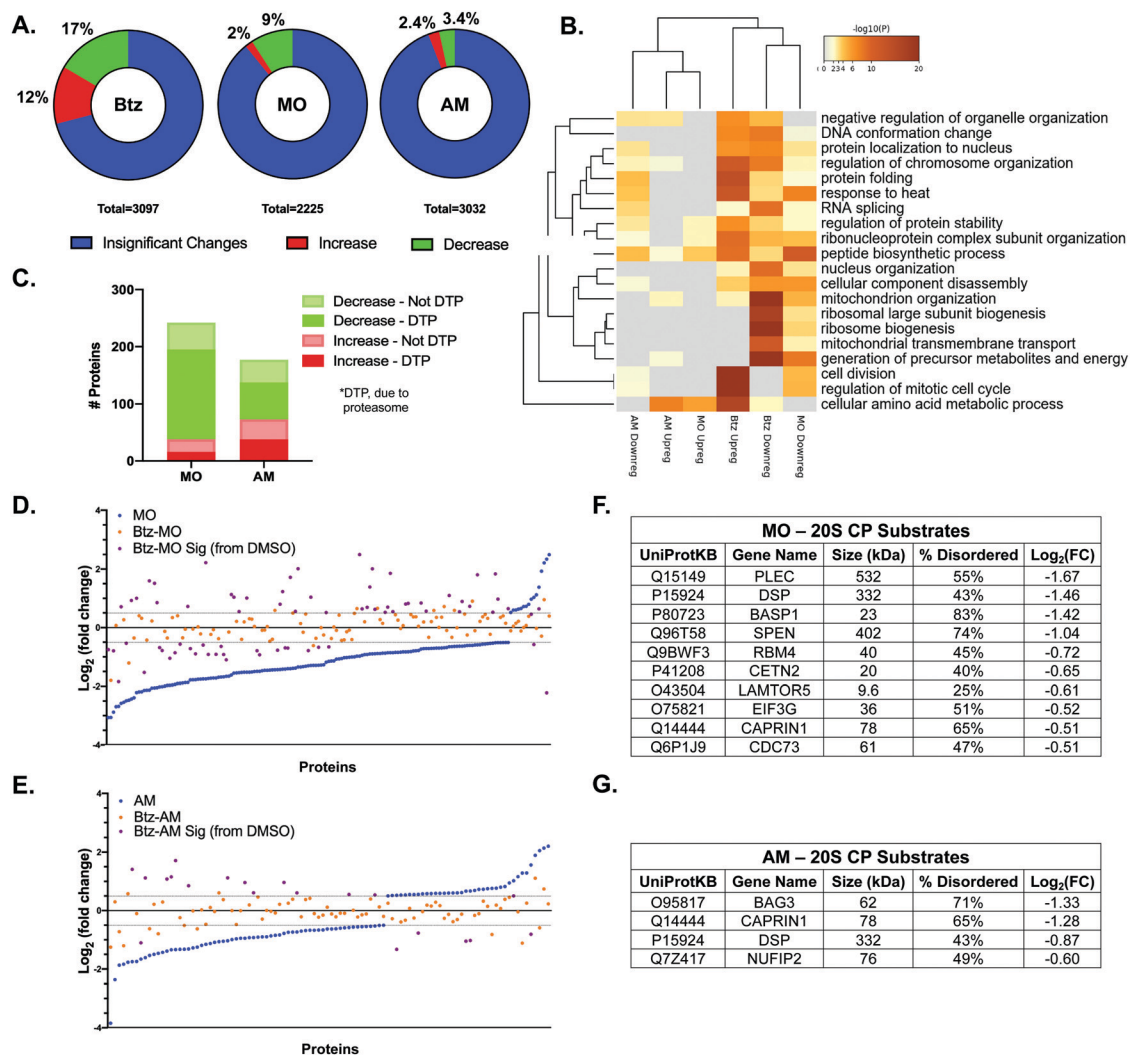 A.
17%
12%
Btz
Total=3097
2%
9%
MO
Total=2225
2.4%
3.4%
AM
Total=3032
Insignificant Changes
Increase
Decrease
B.
-log10(P)
0 2 3 4 6 10 20
negative regulation of organelle organization
DNA conformation change
protein localization to nucleus
regulation of chromosome organization
protein folding
response to heat
RNA splicing
regulation of protein stability
ribonucleoprotein complex subunit organization
peptide biosynthetic process
nucleus organization
cellular component disassembly
mitochondrion organization
ribosomal large subunit biogenesis
ribosome biogenesis
mitochondrial transmembrane transport
generation of precursor metabolites and energy
cell division
regulation of mitotic cell cycle
cellular amino acid metabolic process
AM Downreg
AM Upreg
MO Upreg
Btz Upreg
Btz Downreg
MO Downreg
C.
# Proteins
300
200
100
0
MO
AM
Decrease - Not DTP
Decrease - DTP
Increase - Not DTP
Increase - DTP
*DTP, due to
proteasome
D.
Log2 (fold change)
4
2
0
-2
-4
MO
Btz-MO
Btz-MO Sig (from DMSO)
Proteins
E.
Log2 (fold change)
4
2
0
-2
-4
AM
Btz-AM
Btz-AM Sig (from DMSO)
Proteins
F.
MO – 20S CP Substrates
UniProtKB Gene Name Size (kDa) % Disordered Log2(FC)
Q15149 PLEC 532 55% -1.67
P15924 DSP 332 43% -1.46
P80723 BASP1 23 83% -1.42
Q96T58 SPEN 402 74% -1.04
Q9BWF3 RBM4 40 45% -0.72
P41208 CETN2 20 40% -0.65
O43504 LAMTOR5 9.6 25% -0.61
O75821 EIF3G 36 51% -0.52
Q14444 CAPRIN1 78 65% -0.51
Q6P1J9 CDC73 61 47% -0.51
G.
AM – 20S CP Substrates
UniProtKB Gene Name Size (kDa) % Disordered Log2(FC)
O95817 BAG3 62 71% -1.33
Q14444 CAPRIN1 78 65% -1.28
P15924 DSP 332 43% -0.87
Q7Z417 NUFIP2 76 49% -0.60